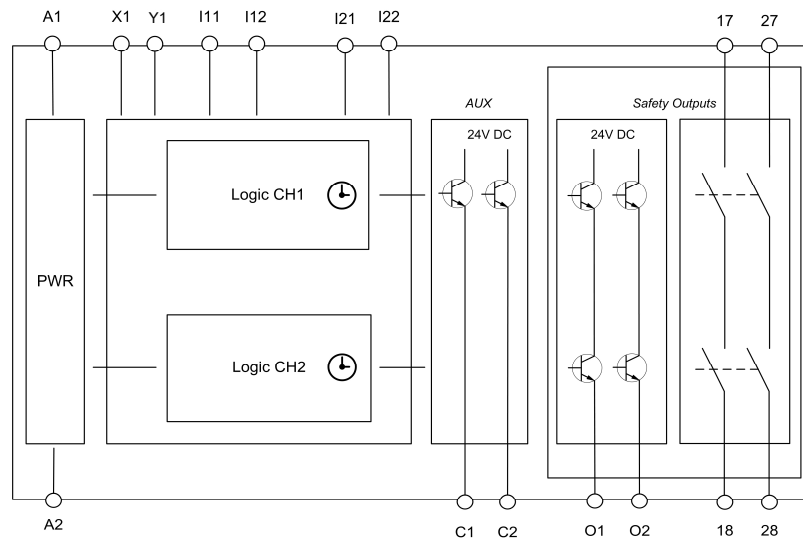 A1 X1 Y1 I11 I12 I21 I22 17 27
AUX
Safety Outputs
24V DC
24V DC
Logic CH1
PWR
Logic CH2
A2 C1 C2 O1 O2 18 28